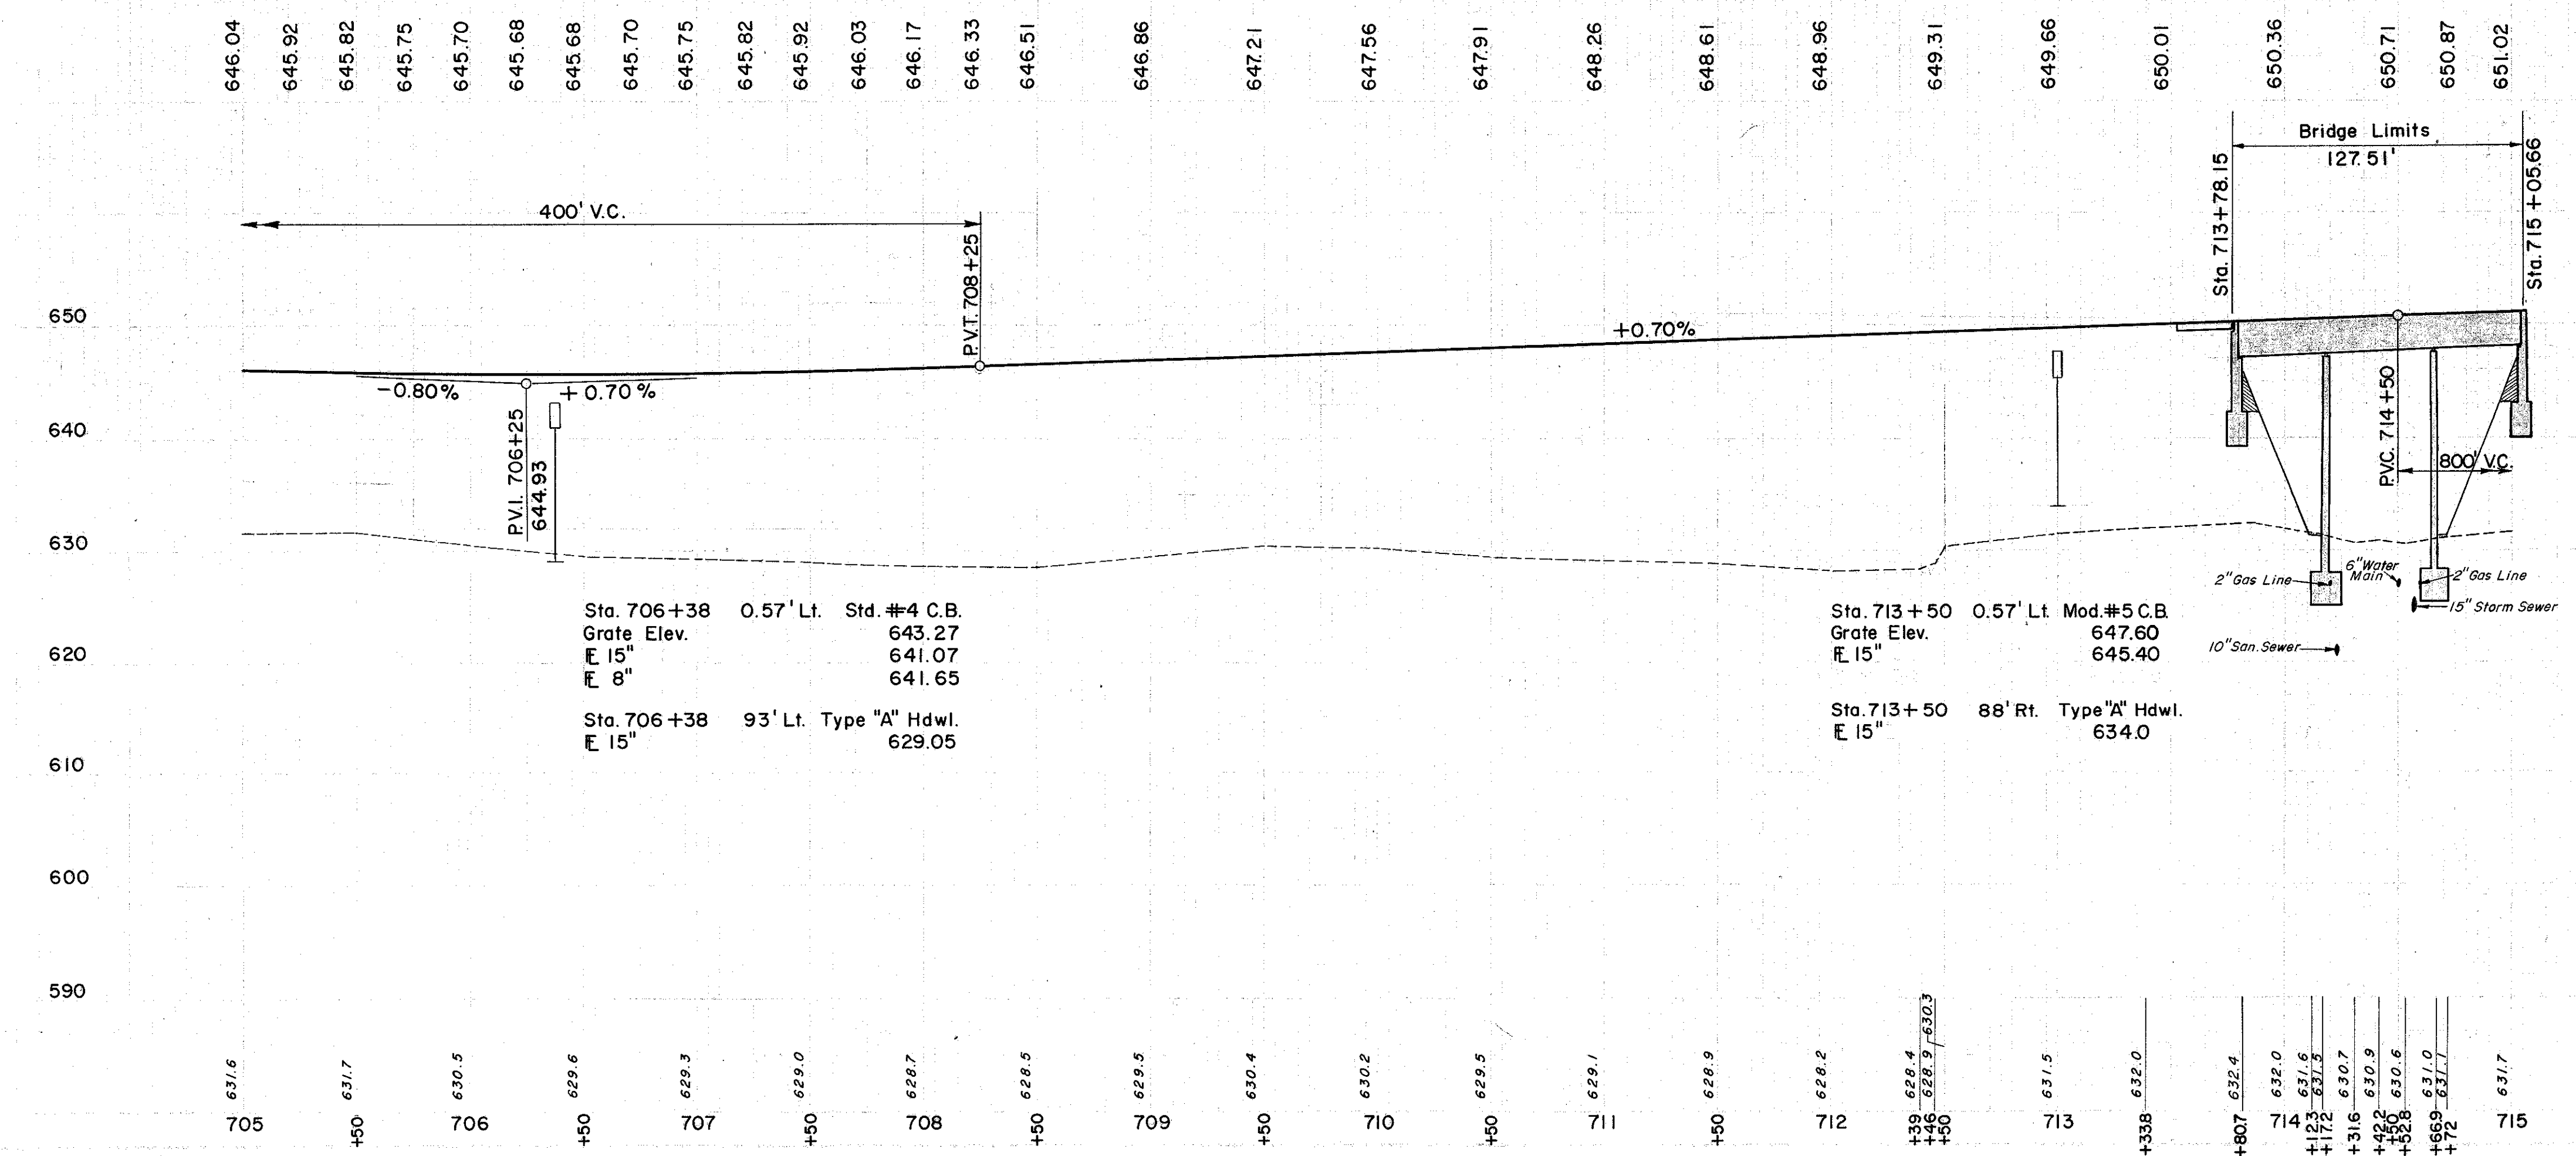 646.04 645.92 645.82 645.75 645.70 645.68 645.68 645.70 645.75 645.82 645.92 646.03 646.17 646.33 646.51 646.86 647.21 647.56 647.91 648.26 648.61 648.96 649.31 649.66 650.01 650.36 650.71 650.87 651.02
Bridge Limits
127.51'
Sta. 713+78.15
Sta. 715+05.66
400' V.C.
P.V.T. 708+25
650
+0.70%
-0.80%
+0.70%
P.V.I. 706+25
644.93
640
P.V.C. 714+50
800' V.C.
630
2" Gas Line
6" Water
Main
2" Gas Line
15" Storm Sewer
10" San. Sewer
Sta. 706+38 0.57' Lt. Std. #4 C.B.
Grate Elev. 643.27
FL 15" 641.07
FL 8" 641.65
Sta. 706+38 93' Lt. Type "A" Hdwl.
FL 15" 629.05
Sta. 713+50 0.57' Lt. Mod. #5 C.B.
Grate Elev. 647.60
FL 15" 645.40
Sta. 713+50 88' Rt. Type "A" Hdwl.
FL 15" 634.0
620
610
600
590
631.6 631.7 630.5 629.6 629.3 629.0 628.7 628.5 629.5 630.4 630.2 629.5 629.1 628.9 628.2 628.4 628.9 630.3 631.5 632.0 632.4 632.0 631.6 631.5 630.7 630.9 630.6 631.0 631.1 631.7
705 +50 706 +50 707 +50 708 +50 709 +50 710 +50 711 +50 712 +39 +46 +50 713 +33.8 +80.7 714 +12.3 +17.2 +31.6 +42.2 +50 +52.8 +66.9 +72 715